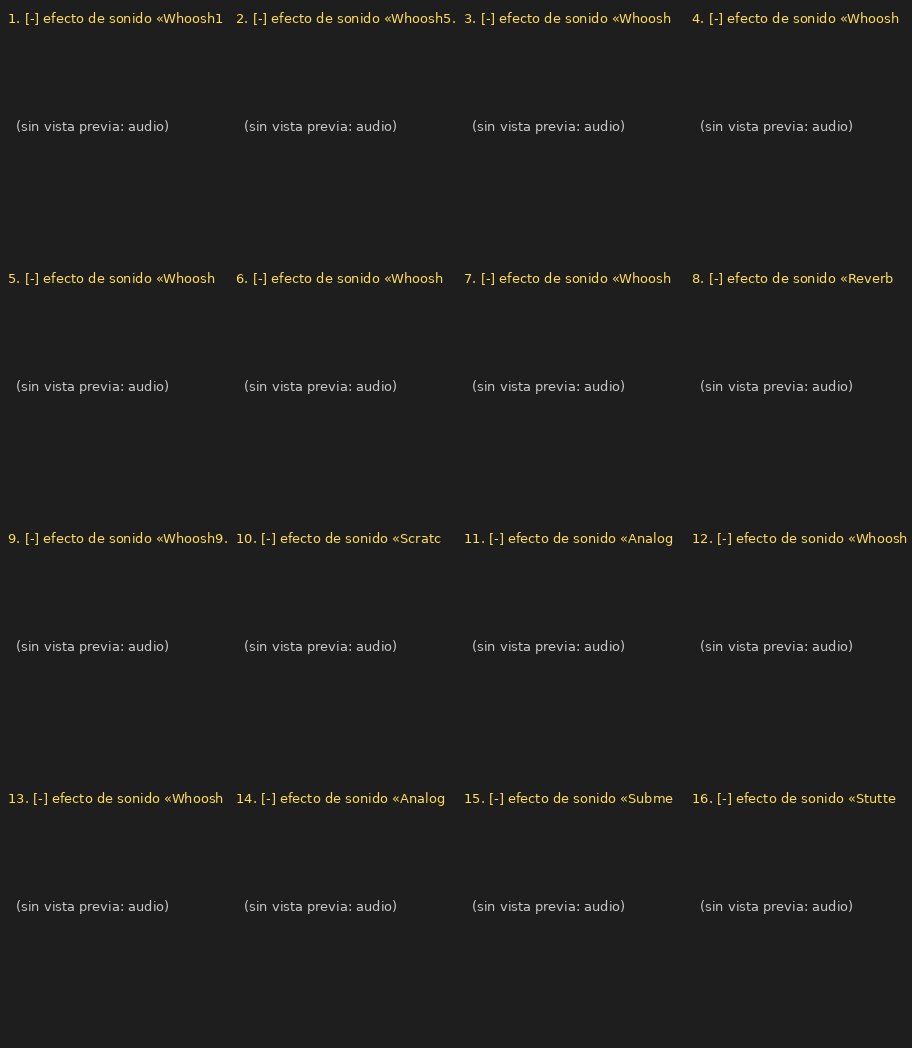 1. [-] efecto de sonido «Whoosh1
2. [-] efecto de sonido «Whoosh5.
3. [-] efecto de sonido «Whoosh
4. [-] efecto de sonido «Whoosh
(sin vista previa: audio)
(sin vista previa: audio)
(sin vista previa: audio)
(sin vista previa: audio)
5. [-] efecto de sonido «Whoosh
6. [-] efecto de sonido «Whoosh
7. [-] efecto de sonido «Whoosh
8. [-] efecto de sonido «Reverb
(sin vista previa: audio)
(sin vista previa: audio)
(sin vista previa: audio)
(sin vista previa: audio)
9. [-] efecto de sonido «Whoosh9.
10. [-] efecto de sonido «Scratc
11. [-] efecto de sonido «Analog
12. [-] efecto de sonido «Whoosh
(sin vista previa: audio)
(sin vista previa: audio)
(sin vista previa: audio)
(sin vista previa: audio)
13. [-] efecto de sonido «Whoosh
14. [-] efecto de sonido «Analog
15. [-] efecto de sonido «Subme
16. [-] efecto de sonido «Stutte
(sin vista previa: audio)
(sin vista previa: audio)
(sin vista previa: audio)
(sin vista previa: audio)